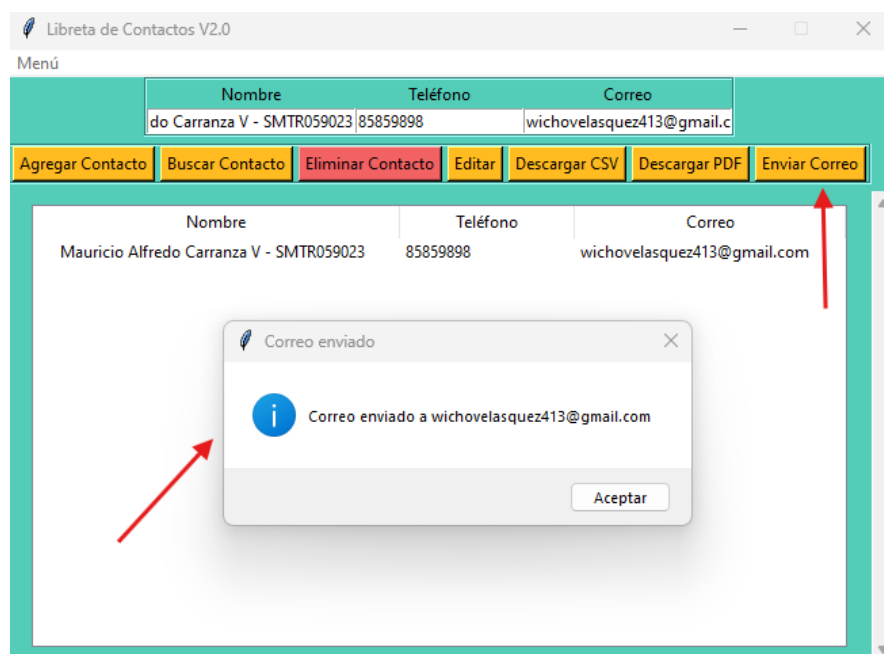 Libreta de Contactos V2.0
Menú
Nombre Teléfono Correo
do Carranza V - SMTR059023 85859898 wichovelasquez413@gmail.c
Agregar Contacto Buscar Contacto Eliminar Contacto Editar Descargar CSV Descargar PDF Enviar Correo
Nombre Teléfono Correo
Mauricio Alfredo Carranza V - SMTR059023 85859898 wichovelasquez413@gmail.com
Correo enviado
Correo enviado a wichovelasquez413@gmail.com
Aceptar